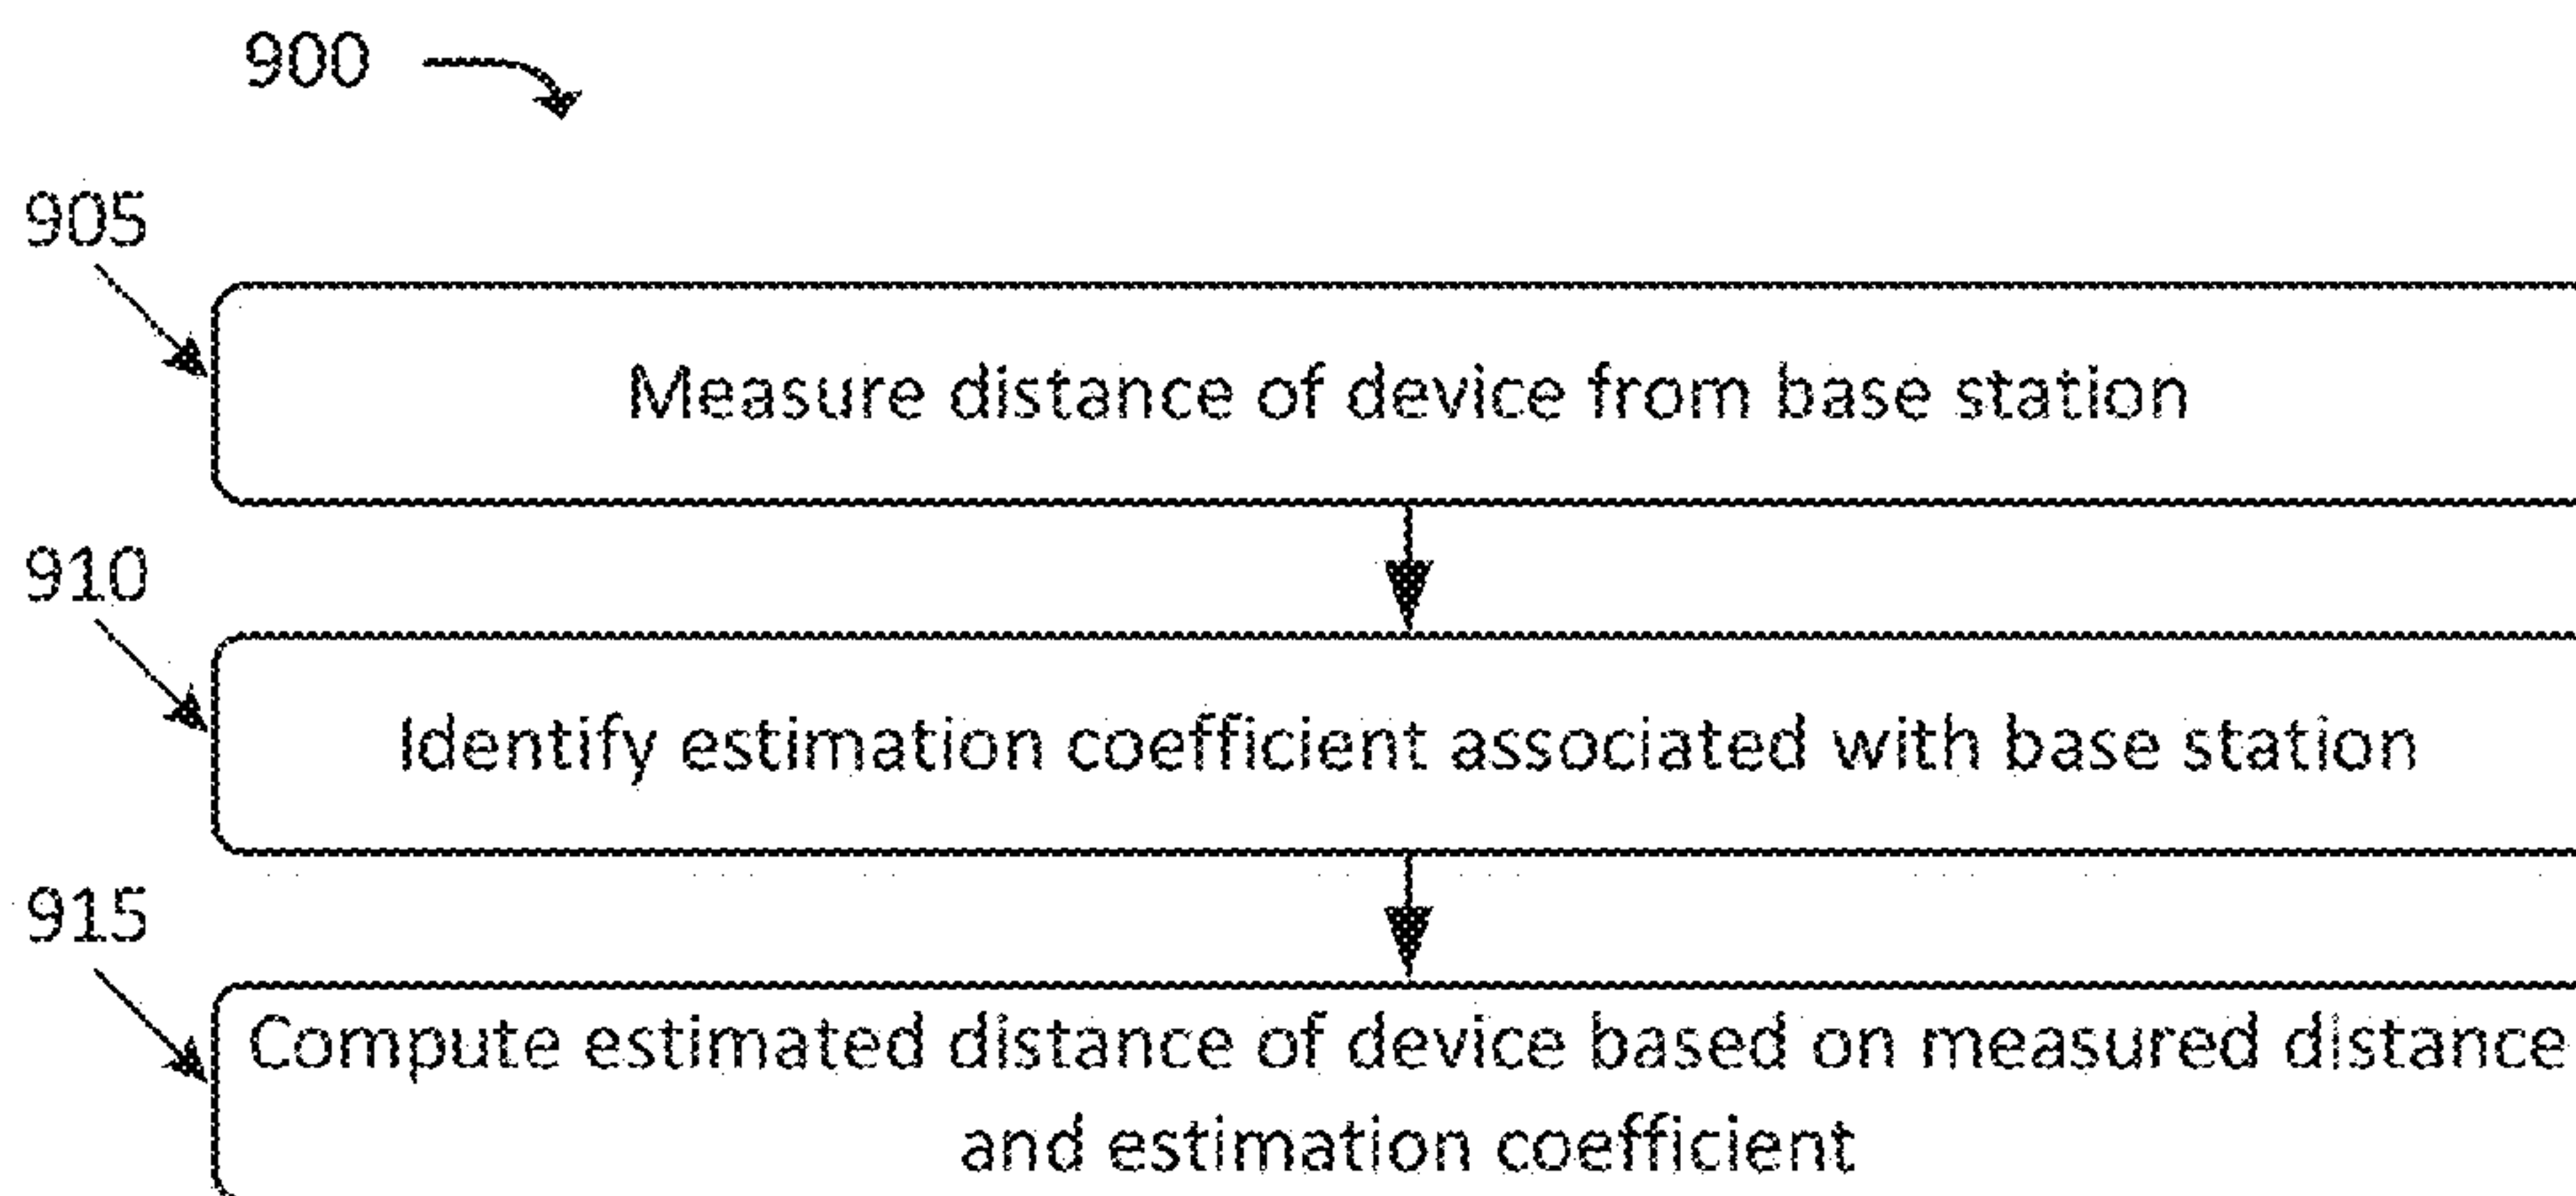 900
905
Measure distance of device from base station
910
Identify estimation coefficient associated with base station
915
Compute estimated distance of device based on measured distance
and estimation coefficient